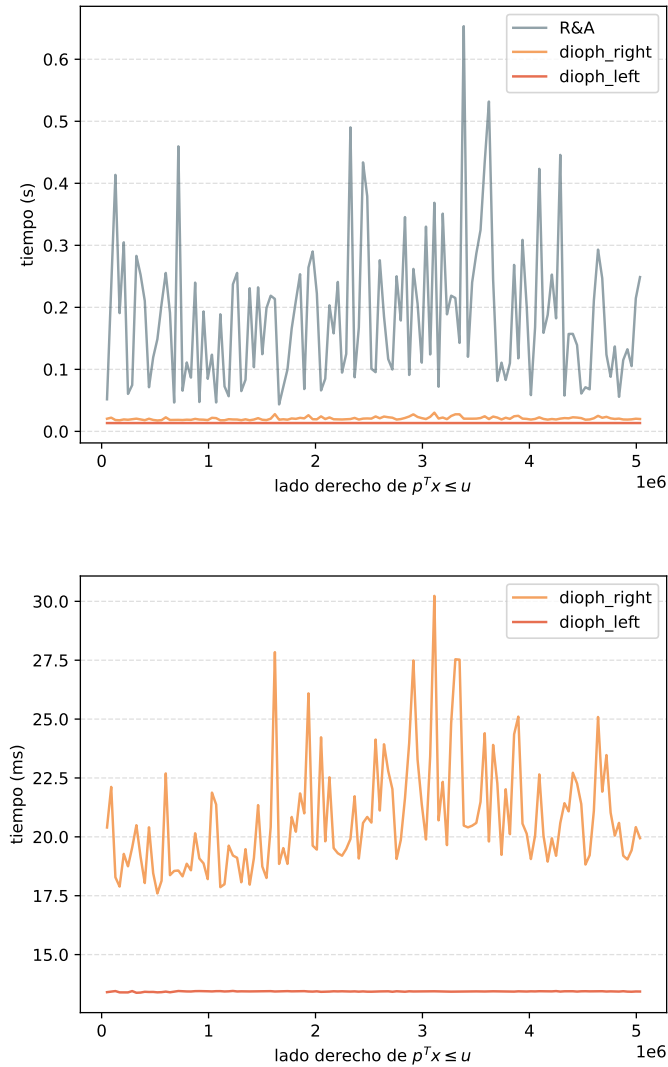 R&A
dioph_right
dioph_left
0.6
0.5
0.4
0.3
0.2
0.1
0.0
tiempo (s)
0 1 2 3 4 5
1e6
lado derecho de $p^T x \leq u$
dioph_right
dioph_left
30.0
27.5
25.0
22.5
20.0
17.5
15.0
tiempo (ms)
0 1 2 3 4 5
1e6
lado derecho de $p^T x \leq u$